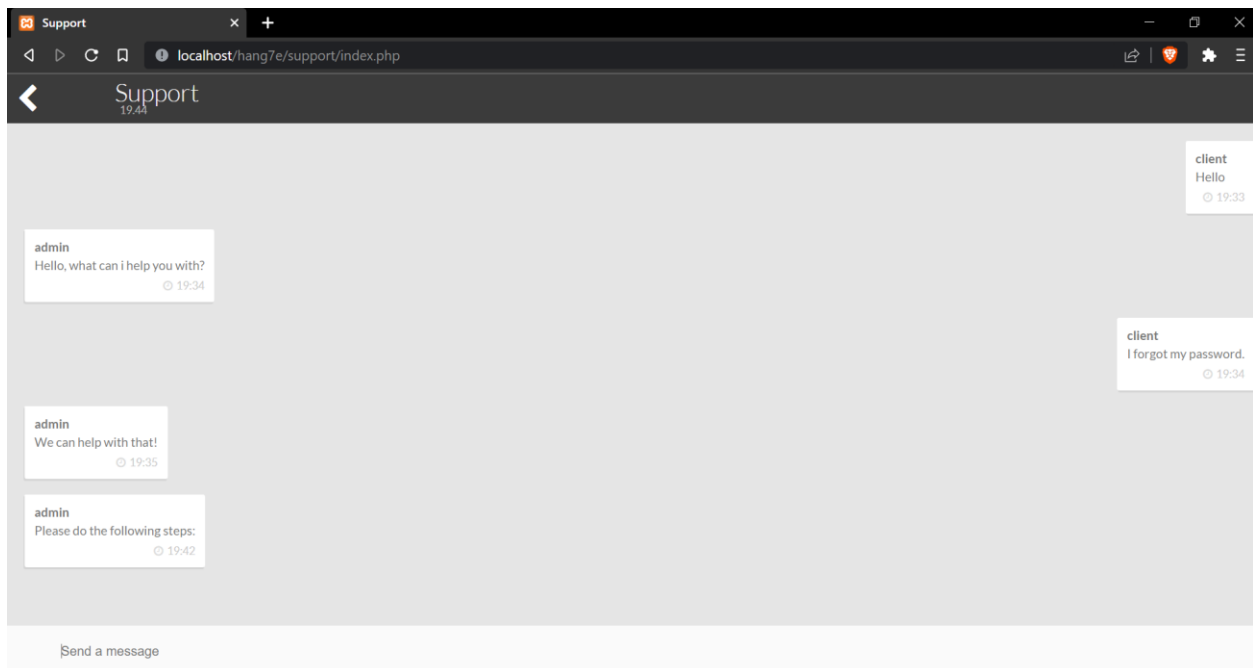 Support
localhost/hang7e/support/index.php
Support
19.44
client
Hello
19:33
admin
Hello, what can i help you with?
19:34
client
I forgot my password.
19:34
admin
We can help with that!
19:35
admin
Please do the following steps:
19:42
Send a message